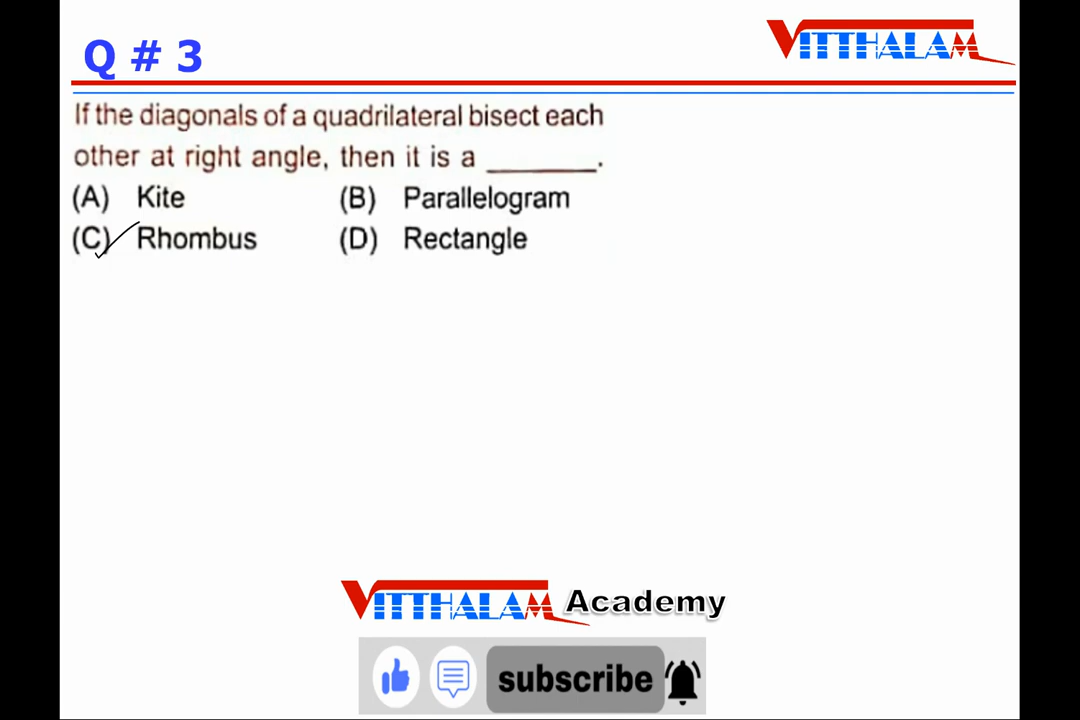 Q # 3
VITTHALAM
If the diagonals of a quadrilateral bisect each
other at right angle, then it is a ________.
(A) Kite (B) Parallelogram
(C) Rhombus (D) Rectangle
VITTHALAM Academy
subscribe